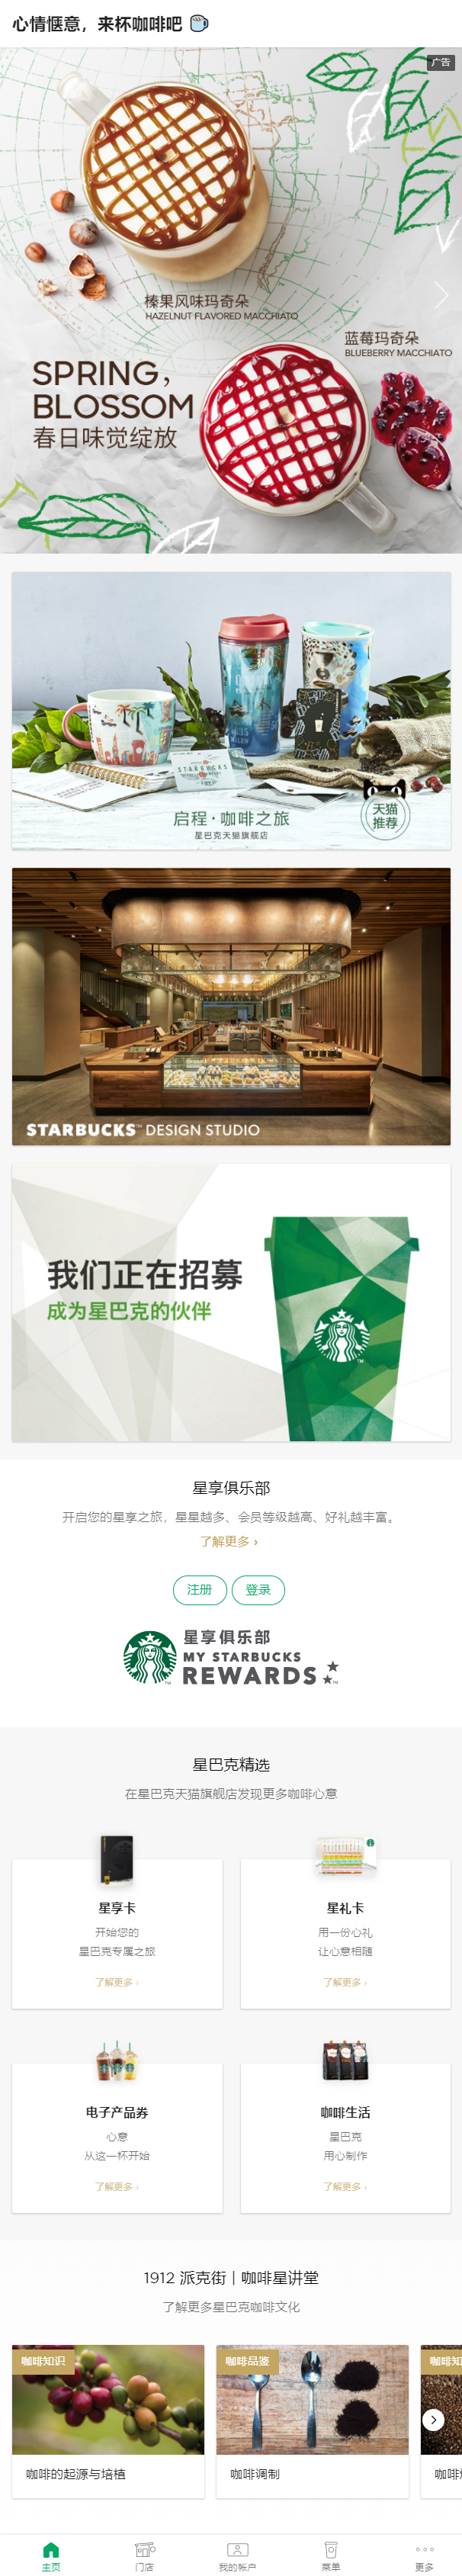 心情惬意，来杯咖啡吧
广告
榛果风味玛奇朵
HAZELNUT FLAVORED MACCHIATO
蓝莓玛奇朵
BLUEBERRY MACCHIATO
SPRING,
BLOSSOM
春日味觉绽放
启程·咖啡之旅
星巴克天猫旗舰店
天猫
推荐
STARBUCKS™ DESIGN STUDIO
我们正在招募
成为星巴克的伙伴
星享俱乐部
开启您的星享之旅，星星越多、会员等级越高、好礼越丰富。
了解更多 ›
注册 登录
星享俱乐部
MY STARBUCKS
REWARDS™
星巴克精选
在星巴克天猫旗舰店发现更多咖啡心意
星享卡
开始您的
星巴克专属之旅
了解更多 ›
星礼卡
用一份心礼
让心意相随
了解更多 ›
电子产品券
心意
从这一杯开始
了解更多 ›
咖啡生活
星巴克
用心制作
了解更多 ›
1912 派克街 | 咖啡星讲堂
了解更多星巴克咖啡文化
咖啡知识
咖啡的起源与培植
咖啡品鉴
咖啡调制
咖啡知
咖啡
主页 门店 我的帐户 菜单 更多